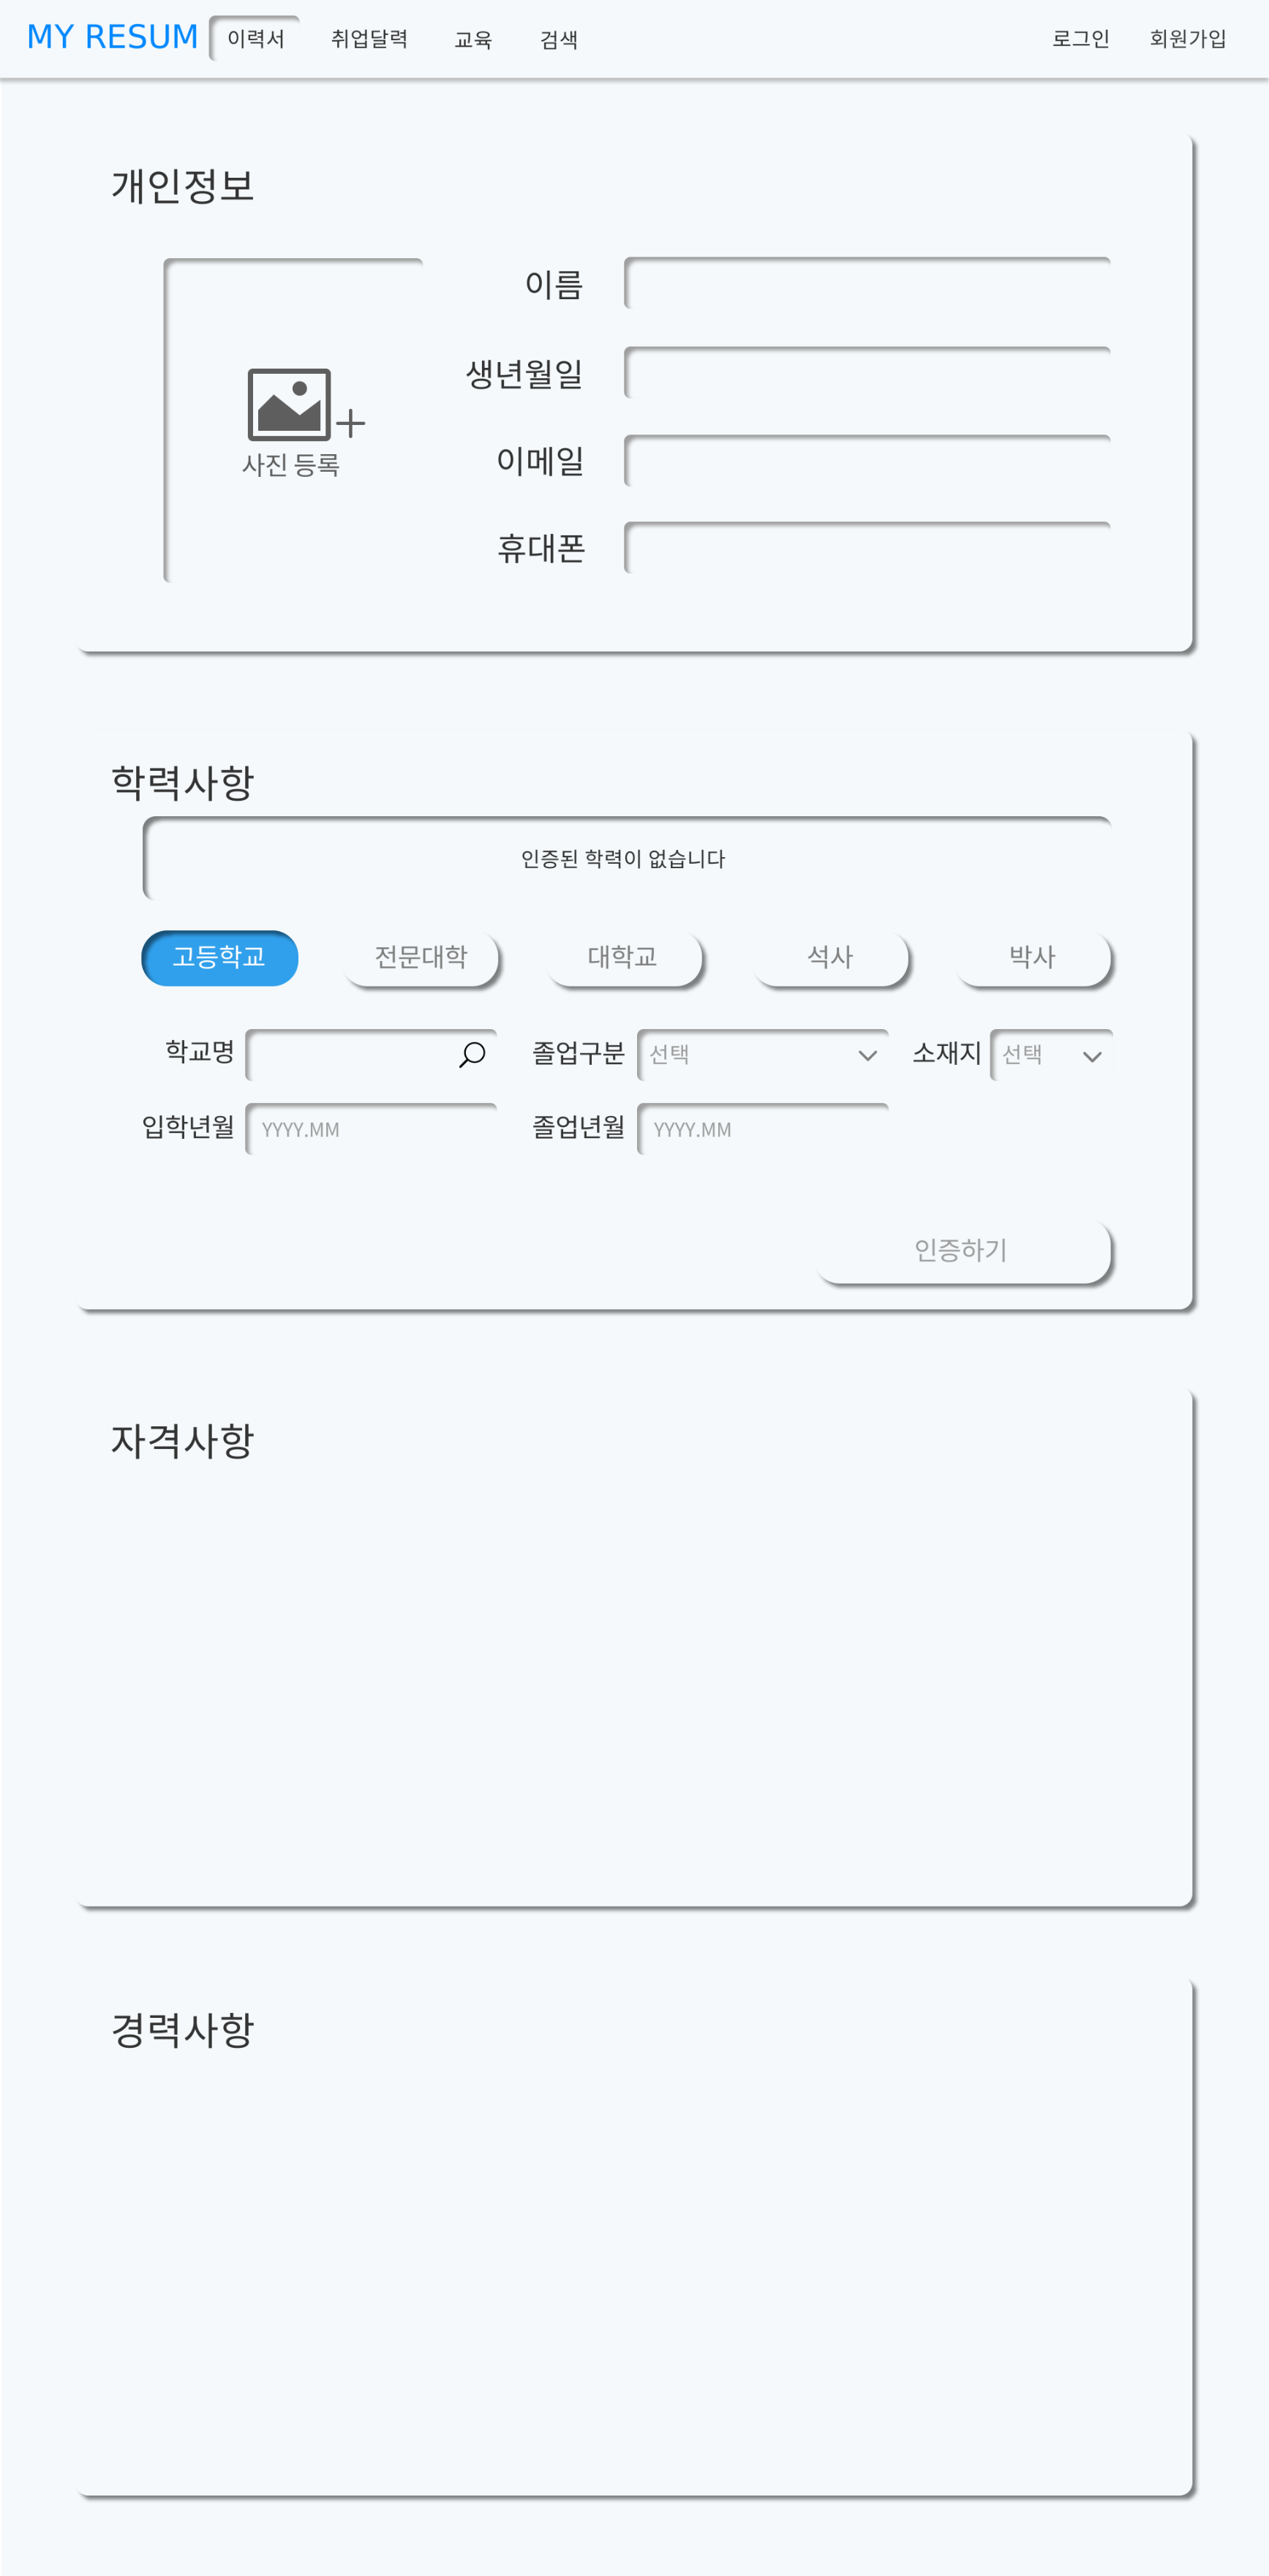 MY RESUM 이력서 취업달력 교육 검색 로그인 회원가입
개인정보
사진 등록
이름
생년월일
이메일
휴대폰
학력사항
인증된 학력이 없습니다
고등학교 전문대학 대학교 석사 박사
학교명 졸업구분 선택 소재지 선택
입학년월 YYYY.MM 졸업년월 YYYY.MM
인증하기
자격사항
경력사항